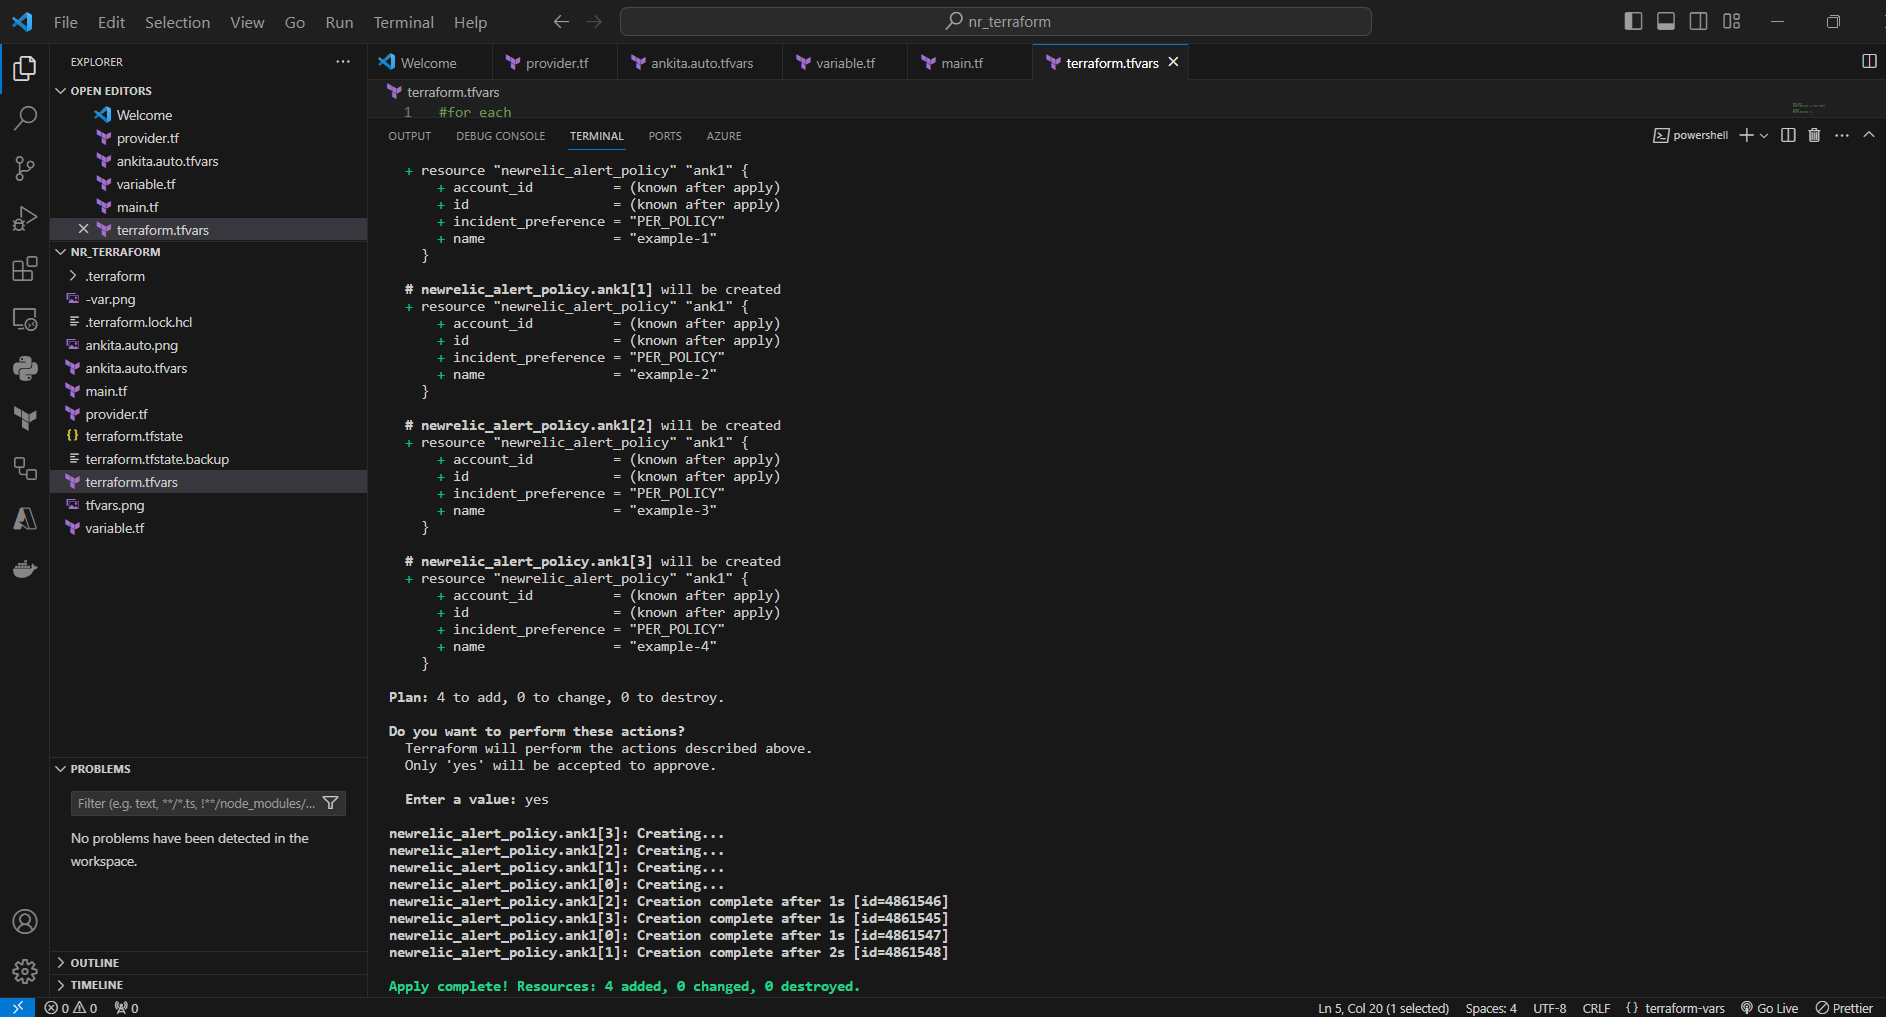 File Edit Selection View Go Run Terminal Help
nr_terraform
EXPLORER
OPEN EDITORS
Welcome
provider.tf
ankita.auto.tfvars
variable.tf
main.tf
terraform.tfvars
NR_TERRAFORM
.terraform
-var.png
.terraform.lock.hcl
ankita.auto.png
ankita.auto.tfvars
main.tf
provider.tf
terraform.tfstate
terraform.tfstate.backup
terraform.tfvars
tfvars.png
variable.tf
PROBLEMS
Filter (e.g. text, **/*.ts, !**/node_modules/...
No problems have been detected in the
workspace.
OUTLINE
TIMELINE
Welcome provider.tf ankita.auto.tfvars variable.tf main.tf terraform.tfvars
terraform.tfvars
1 #for each
OUTPUT DEBUG CONSOLE TERMINAL PORTS AZURE
powershell
+ resource "newrelic_alert_policy" "ank1" {
+ account_id = (known after apply)
+ id = (known after apply)
+ incident_preference = "PER_POLICY"
+ name = "example-1"
}
# newrelic_alert_policy.ank1[1] will be created
+ resource "newrelic_alert_policy" "ank1" {
+ account_id = (known after apply)
+ id = (known after apply)
+ incident_preference = "PER_POLICY"
+ name = "example-2"
}
# newrelic_alert_policy.ank1[2] will be created
+ resource "newrelic_alert_policy" "ank1" {
+ account_id = (known after apply)
+ id = (known after apply)
+ incident_preference = "PER_POLICY"
+ name = "example-3"
}
# newrelic_alert_policy.ank1[3] will be created
+ resource "newrelic_alert_policy" "ank1" {
+ account_id = (known after apply)
+ id = (known after apply)
+ incident_preference = "PER_POLICY"
+ name = "example-4"
}
Plan: 4 to add, 0 to change, 0 to destroy.
Do you want to perform these actions?
Terraform will perform the actions described above.
Only 'yes' will be accepted to approve.
Enter a value: yes
newrelic_alert_policy.ank1[3]: Creating...
newrelic_alert_policy.ank1[2]: Creating...
newrelic_alert_policy.ank1[1]: Creating...
newrelic_alert_policy.ank1[0]: Creating...
newrelic_alert_policy.ank1[2]: Creation complete after 1s [id=4861546]
newrelic_alert_policy.ank1[3]: Creation complete after 1s [id=4861545]
newrelic_alert_policy.ank1[0]: Creation complete after 1s [id=4861547]
newrelic_alert_policy.ank1[1]: Creation complete after 2s [id=4861548]
Apply complete! Resources: 4 added, 0 changed, 0 destroyed.
0 0 0 Ln 5, Col 20 (1 selected) Spaces: 4 UTF-8 CRLF {} terraform-vars Go Live Prettier